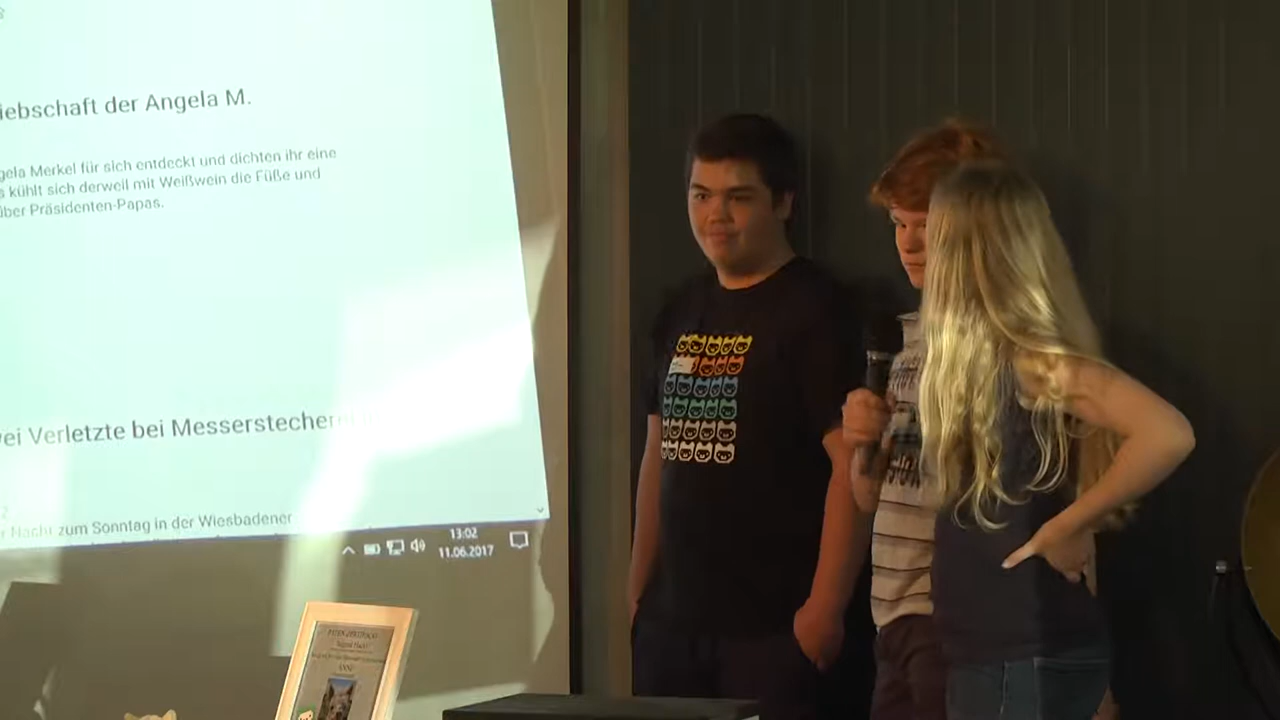 iebschaft der Angela M.
gela Merkel für sich entdeckt und dichten ihr eine
s kühlt sich derweil mit Weißwein die Füße und
über Präsidenten-Papas.
ei Verletzte bei Messerstecherei
r Nacht zum Sonntag in der Wiesbadener
13:02
11.06.2017